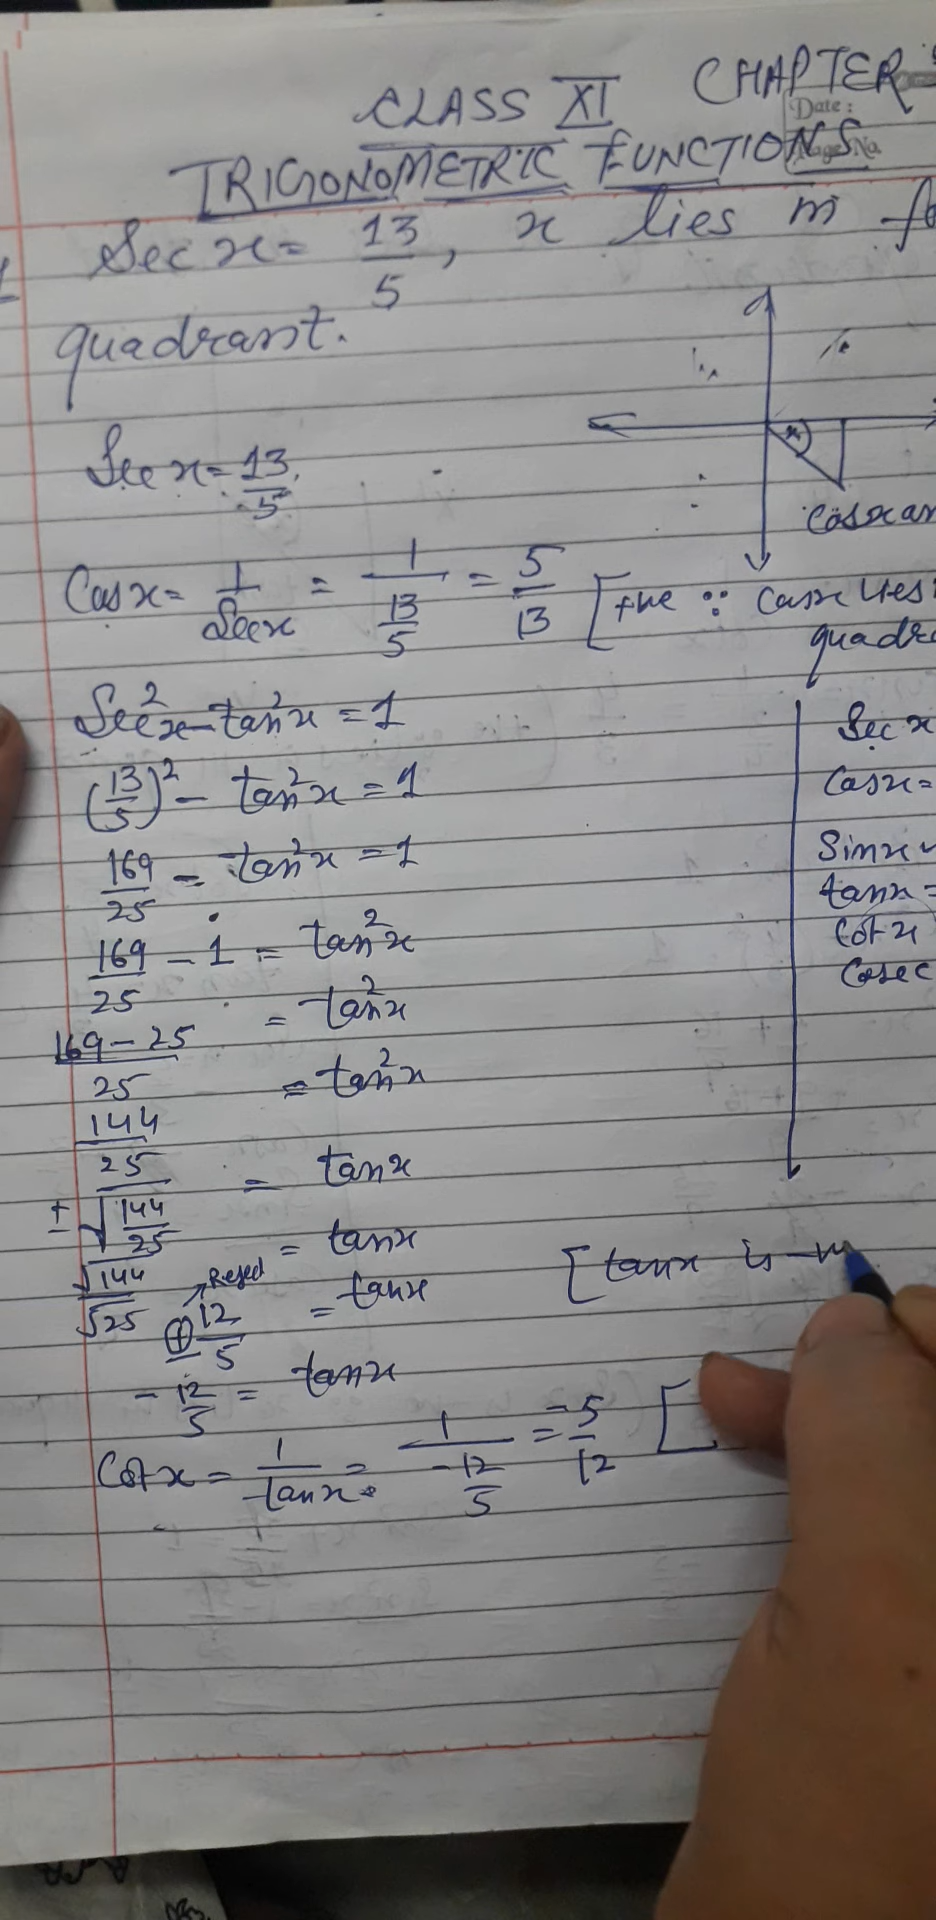 CLASS XI CHAPTER
Date:
Page No.
TRIGONOMETRIC FUNCTIONS
Sec x = 13/5, x lies in
quadrant.
Sec x = 13/5
x
Cos x = 1/Sec x = 1/(13/5) = 5/13 [+ve ∵ Cos x lies
Sec²x - tan²x = 1
(13/5)² - tan²x = 1
169/25 - tan²x = 1
169/25 - 1 = tan²x
(169-25)/25 = tan²x
144/25 = tan²x
± √(144/25) = tan x
√144/√25 = tan x
Reject
+ 12/5 = tan x
- 12/5 = tan x
[tan x is -
Cot x = 1/tan x = 1/(-12/5) = -5/12 [
Sec x
Cos x =
Sin x
tan x =
Cot x
Cosec